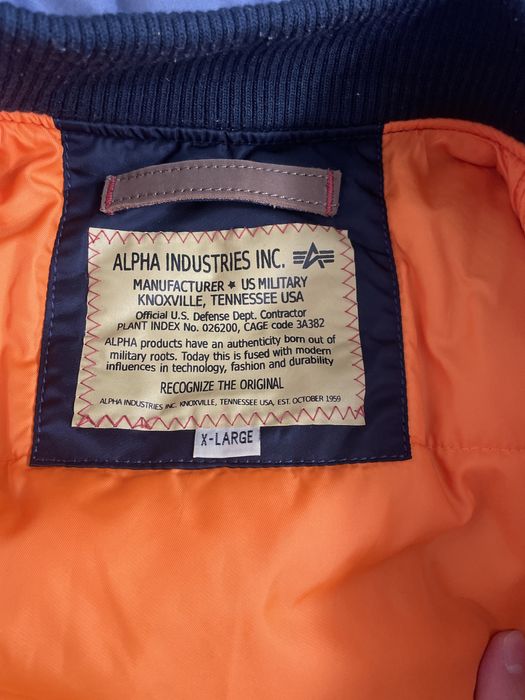 ALPHA INDUSTRIES INC.
MANUFACTURER ★ US MILITARY
KNOXVILLE, TENNESSEE USA
Official U.S. Defense Dept. Contractor
PLANT INDEX No. 026200, CAGE code 3A382
ALPHA products have an authenticity born out of
military roots. Today this is fused with modern
influences in technology, fashion and durability
RECOGNIZE THE ORIGINAL
ALPHA INDUSTRIES INC. KNOXVILLE, TENNESSEE USA, EST. OCTOBER 1959
X-LARGE